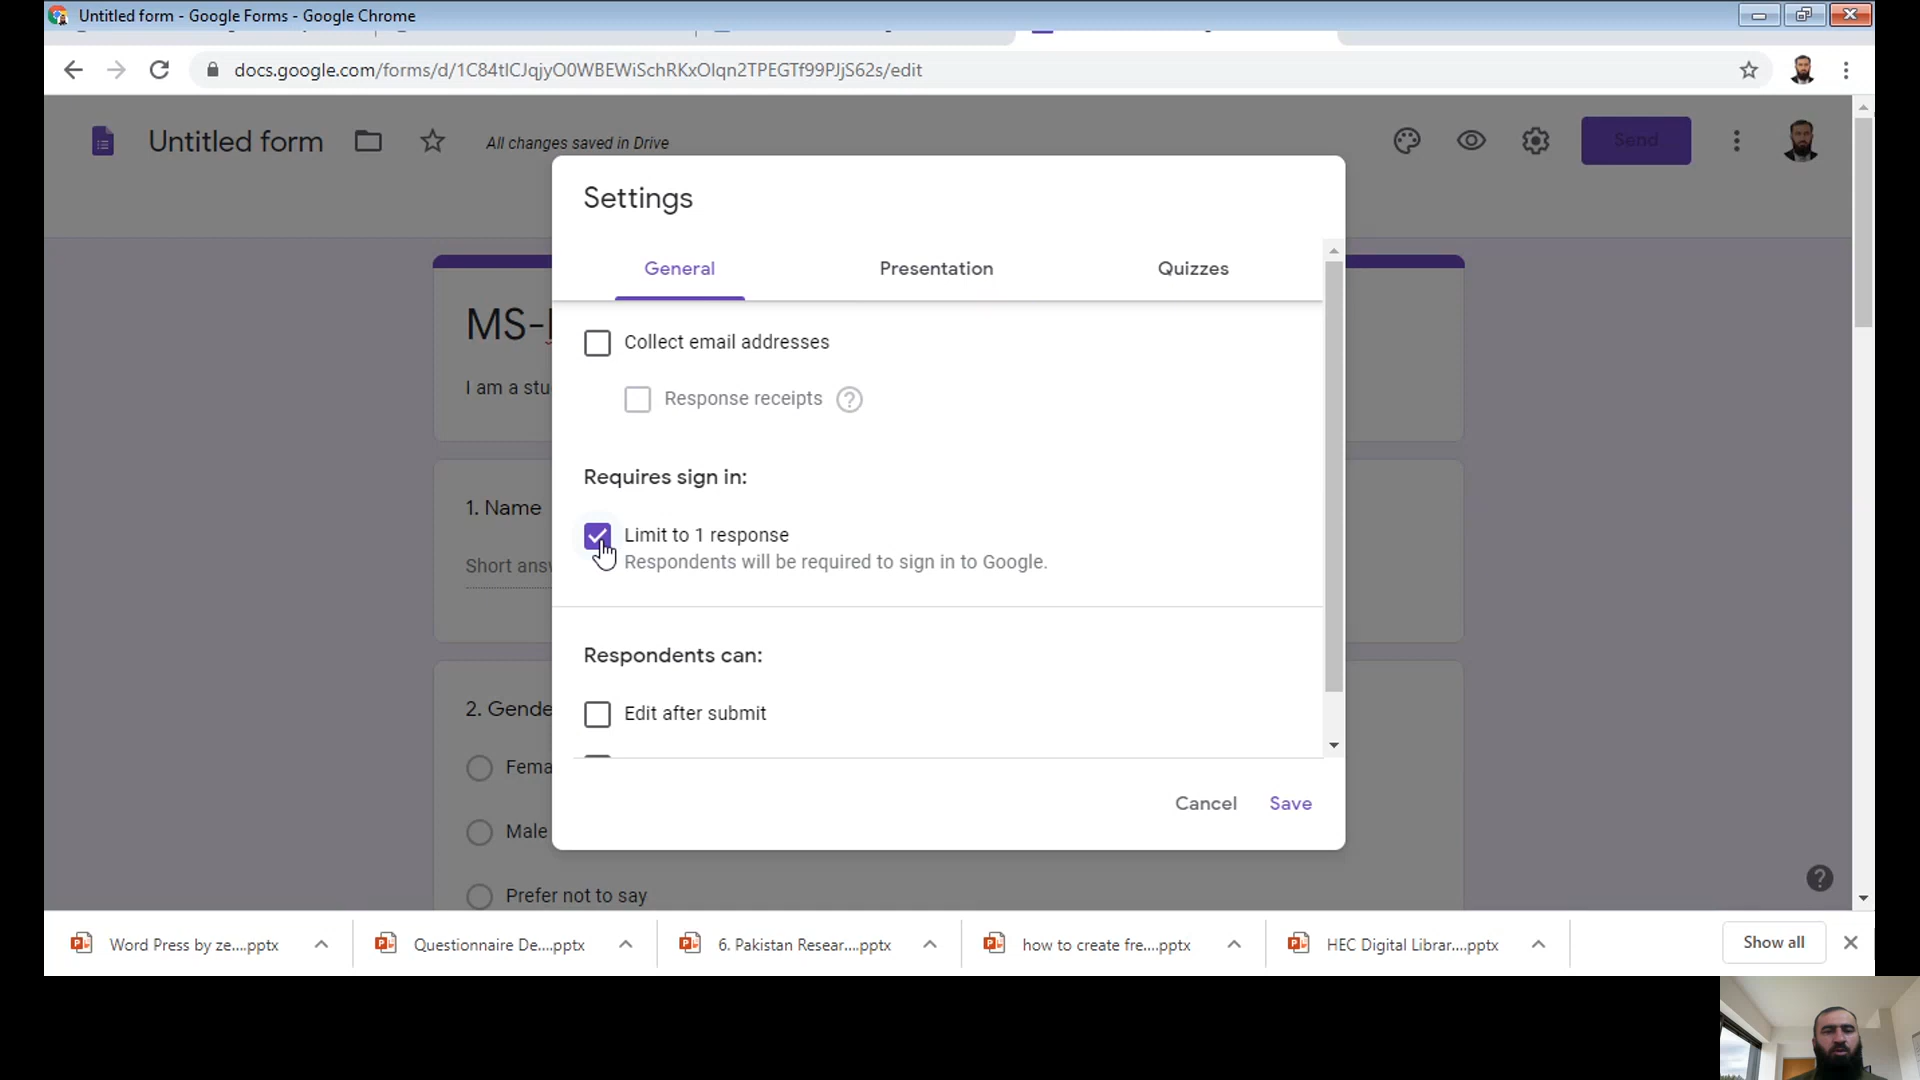 Untitled form - Google Forms - Google Chrome
docs.google.com/forms/d/1C84tlCJqjyO0WBEWiSchRKxOlqn2TPEGTf99PJjS62s/edit
Untitled form
All changes saved in Drive
Send
Settings
General
Presentation
Quizzes
MS-
I am a stu
Collect email addresses
Response receipts
Requires sign in:
1. Name
Limit to 1 response
Respondents will be required to sign in to Google.
Short ans
Respondents can:
2. Gende
Edit after submit
Fema
Male
Cancel
Save
Prefer not to say
Word Press by ze....pptx
Questionnaire De....pptx
6. Pakistan Resear....pptx
how to create fre....pptx
HEC Digital Librar....pptx
Show all